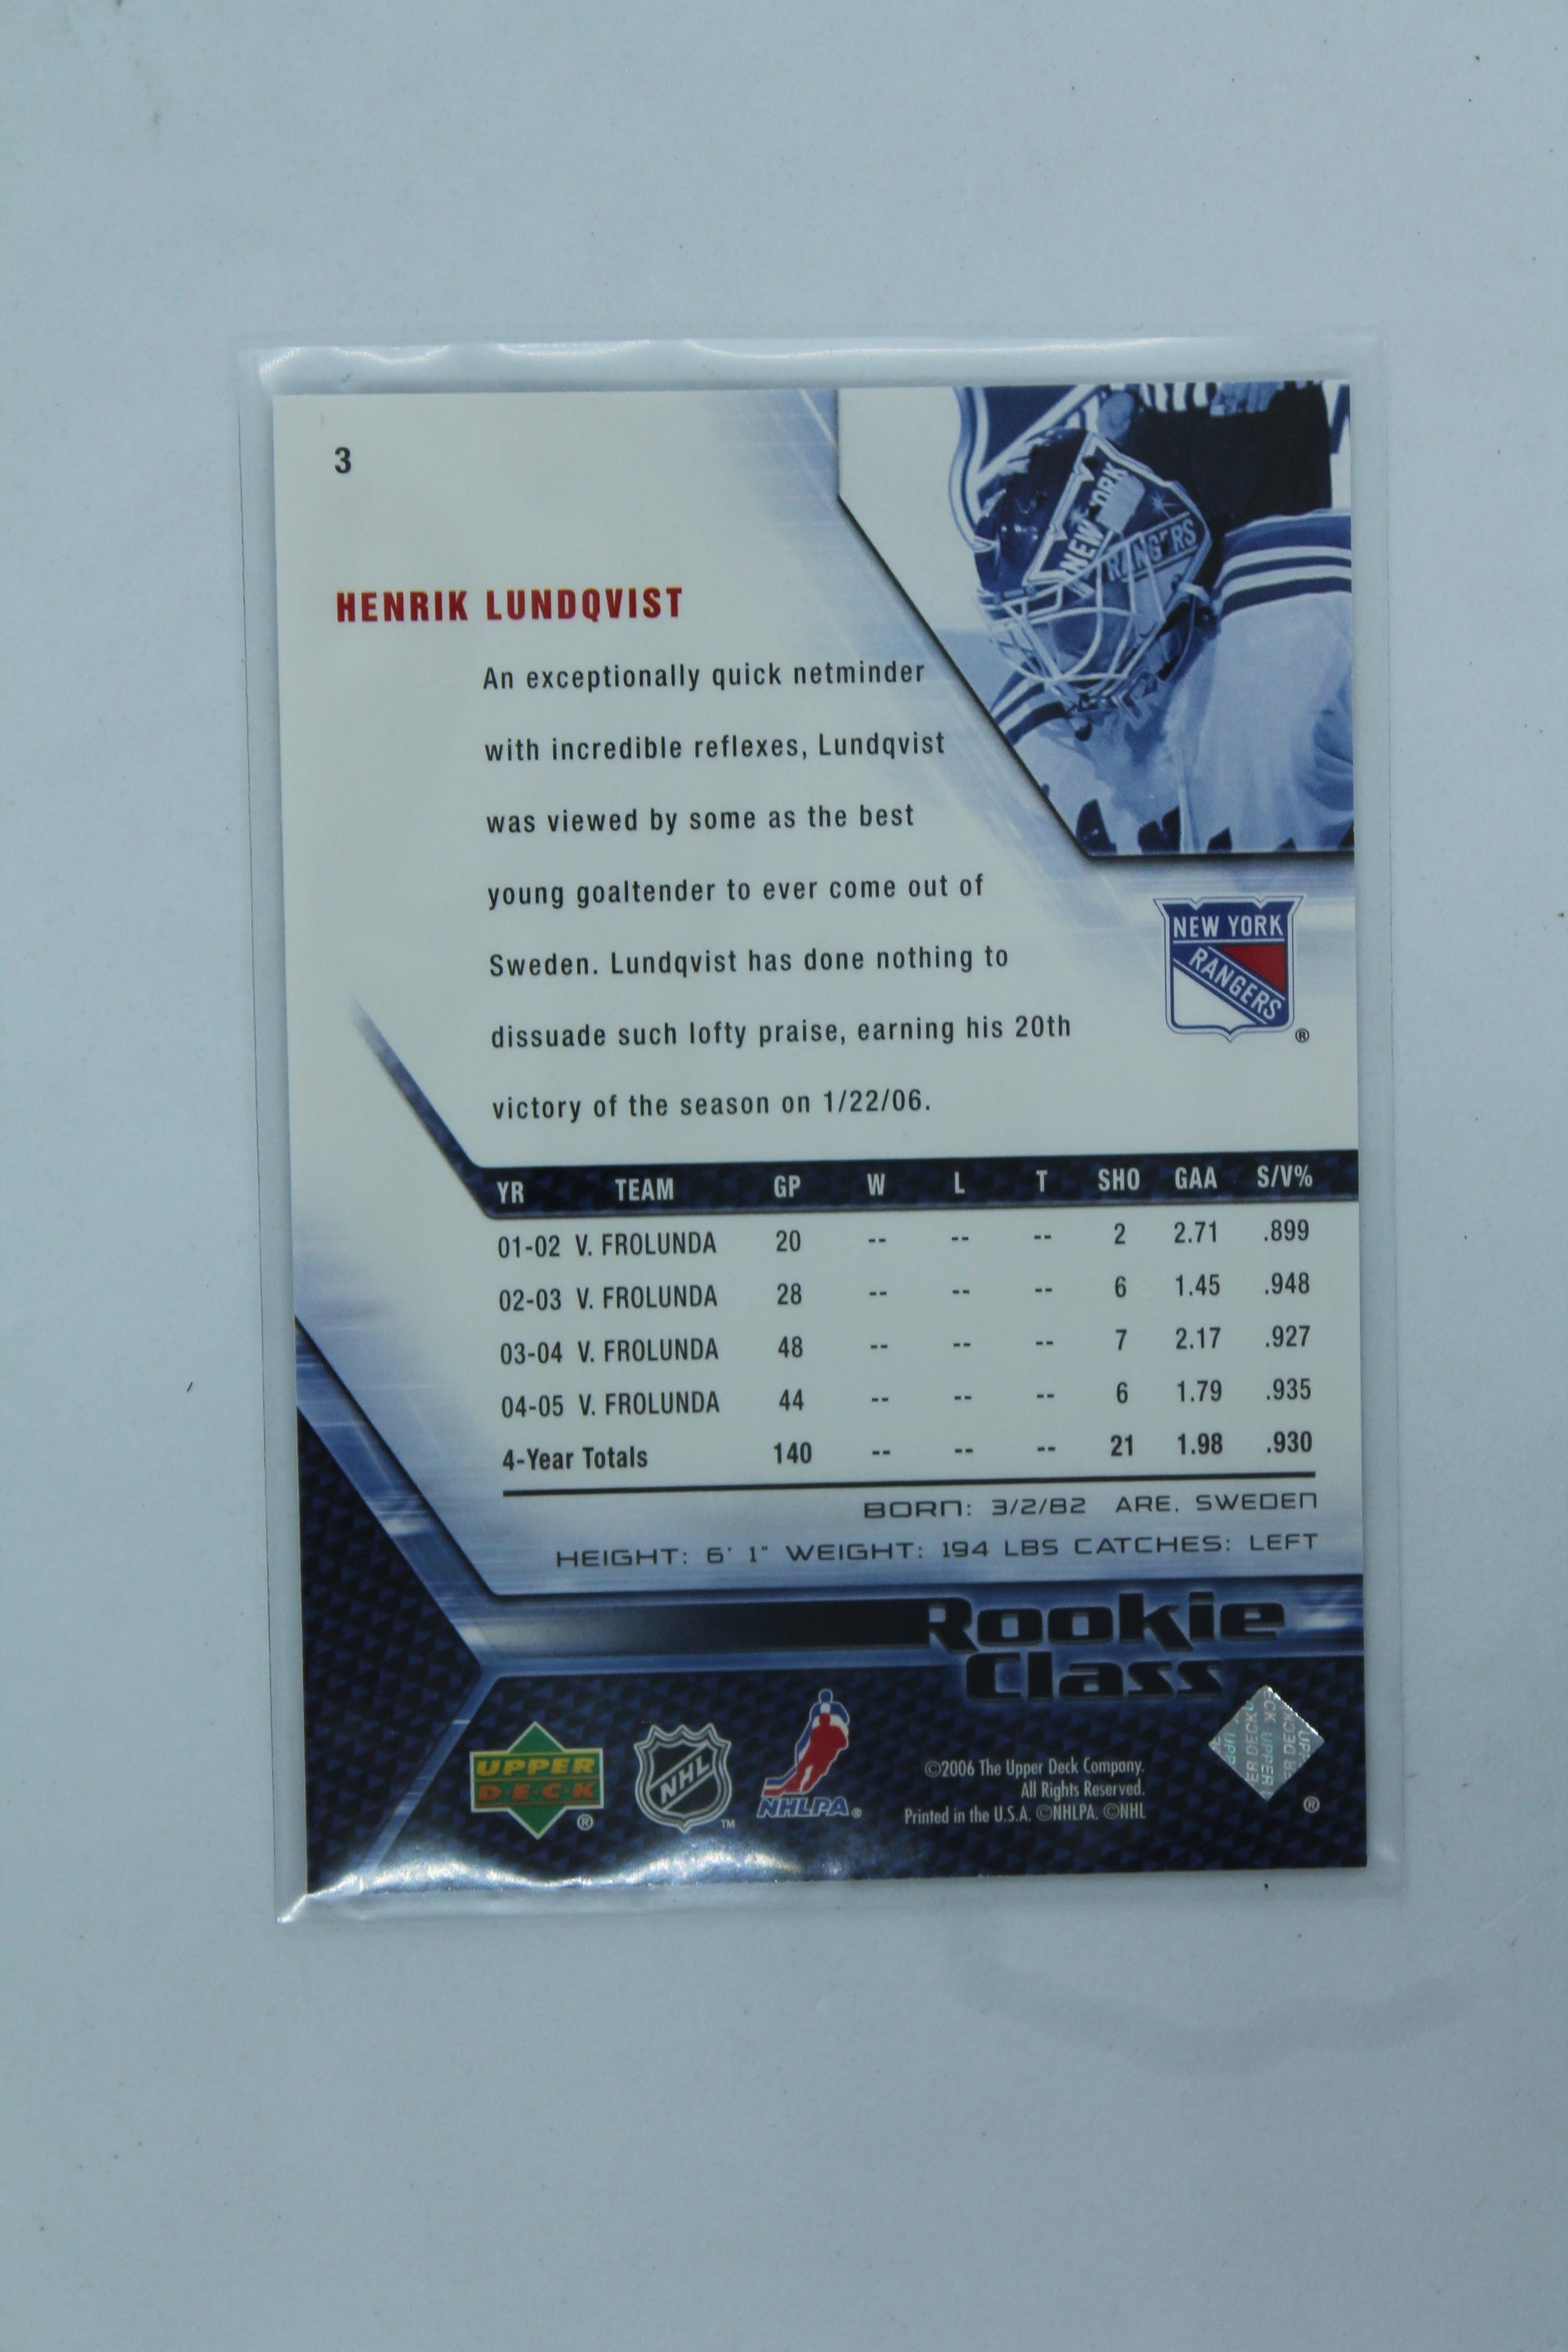 3
NEW YORK
RANGERS
HENRIK LUNDQVIST
An exceptionally quick netminder
with incredible reflexes, Lundqvist
was viewed by some as the best
young goaltender to ever come out of
Sweden. Lundqvist has done nothing to
dissuade such lofty praise, earning his 20th
victory of the season on 1/22/06.
NEW YORK
RANGERS
®
YR TEAM GP W L T SHO GAA S/V%
01-02 V. FROLUNDA 20 -- -- -- 2 2.71 .899
02-03 V. FROLUNDA 28 -- -- -- 6 1.45 .948
03-04 V. FROLUNDA 48 -- -- -- 7 2.17 .927
04-05 V. FROLUNDA 44 -- -- -- 6 1.79 .935
4-Year Totals 140 -- -- -- 21 1.98 .930
BORN: 3/2/82 ARE, SWEDEN
HEIGHT: 6' 1" WEIGHT: 194 LBS CATCHES: LEFT
Rookie
Class
UPPER
D·E·C·K
®
NHL
™
NHLPA®
©2006 The Upper Deck Company.
All Rights Reserved.
Printed in the U.S.A. ©NHLPA. ©NHL
UPPER DECK
®